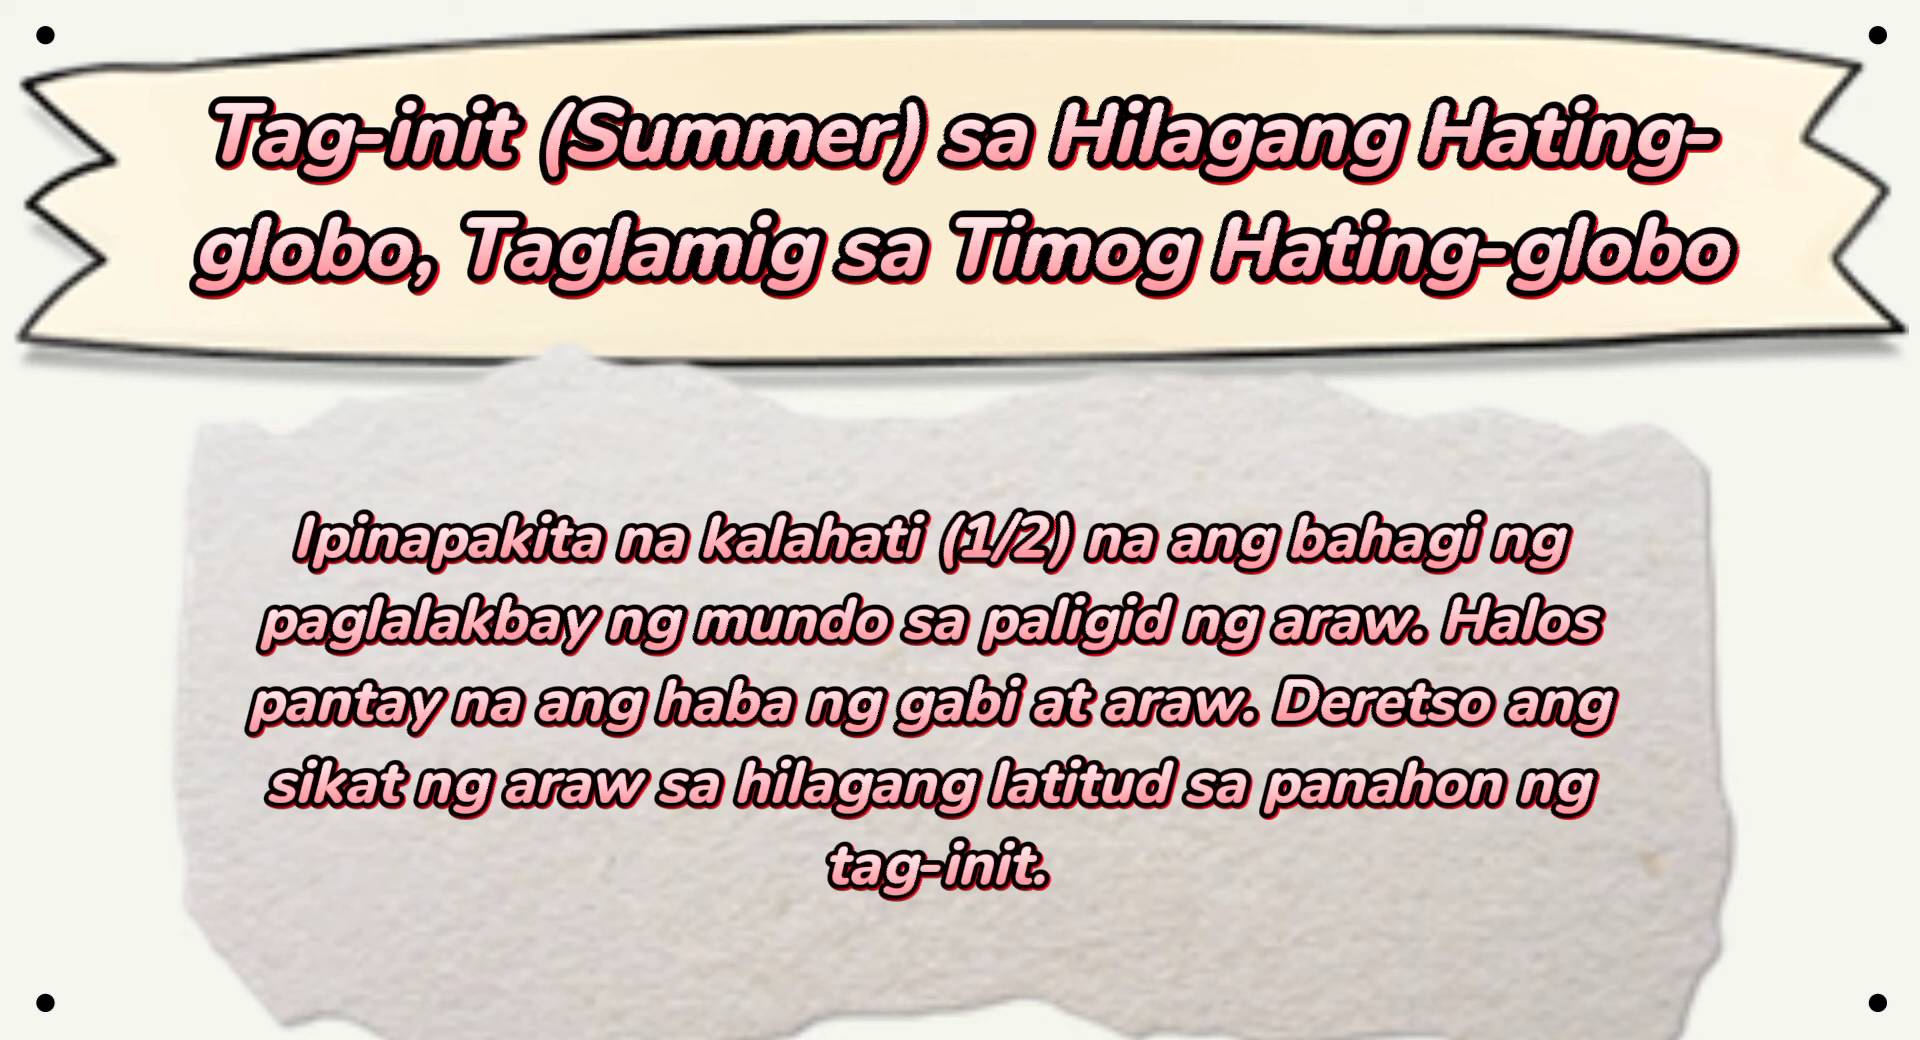 Tag-init (Summer) sa Hilagang Hating-
globo, Taglamig sa Timog Hating-globo
Ipinapakita na kalahati (1/2) na ang bahagi ng
paglalakbay ng mundo sa paligid ng araw. Halos
pantay na ang haba ng gabi at araw. Deretso ang
sikat ng araw sa hilagang latitud sa panahon ng
tag-init.